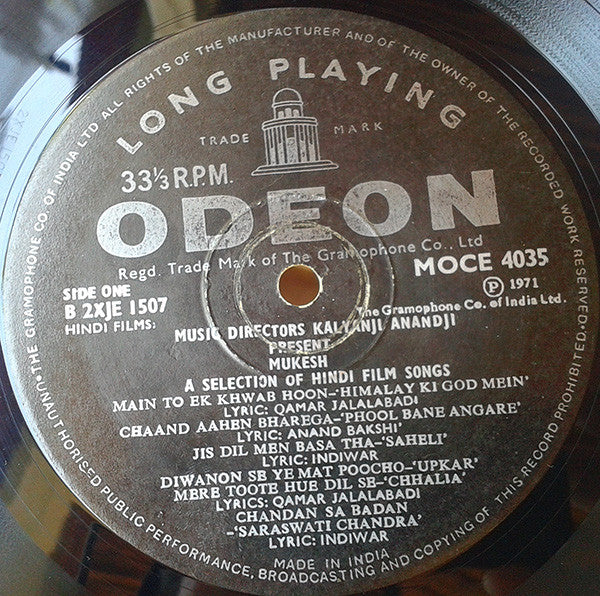 LONG PLAYING
TRADE MARK
33⅓ R.P.M.
ODEON
Regd. Trade Mark of The Gramophone Co., Ltd
SIDE ONE
B 2XJE 1507
HINDI FILMS:
MOCE 4035
Ⓟ 1971
The Gramophone Co. of India Ltd.
MUSIC DIRECTORS KALYANJI ANANDJI
PRESENT
MUKESH
A SELECTION OF HINDI FILM SONGS
MAIN TO EK KHWAB HOON–'HIMALAY KI GOD MEIN'
LYRIC: QAMAR JALALABADI
CHAAND AAHEN BHAREGA–'PHOOL BANE ANGARE'
LYRIC: ANAND BAKSHI
JIS DIL MEN BASA THA–'SAHELI'
LYRIC: INDIWAR
DIWANON SE YE MAT POOCHO–'UPKAR'
MERE TOOTE HUE DIL SE–'CHHALIA'
LYRICS: QAMAR JALALABADI
CHANDAN SA BADAN
–'SARASWATI CHANDRA'
LYRIC: INDIWAR
MADE IN INDIA
THE GRAMOPHONE CO. OF INDIA LTD ALL RIGHTS OF THE MANUFACTURER AND OF THE OWNER OF THE RECORDED WORK RESERVED.
UNAUTHORISED PUBLIC PERFORMANCE, BROADCASTING AND COPYING OF THIS RECORD PROHIBITED.